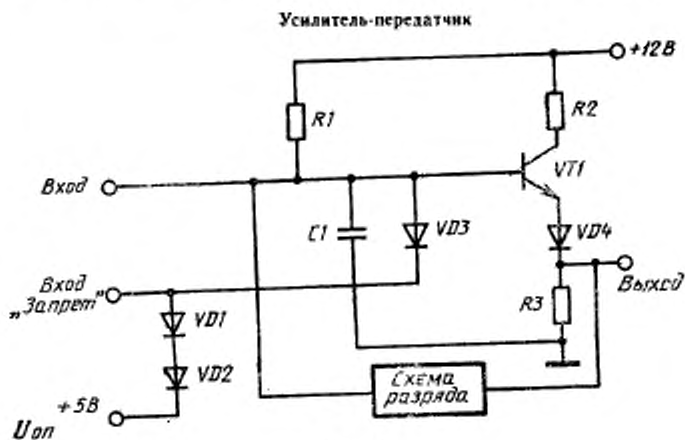 Усилитель-передатчик
+12В
R1
R2
Вход
VT1
C1
VD3
VD4
Вход
„Запрет"
Выход
VD1
R3
VD2
Схема
разряда
+5В
Uоп